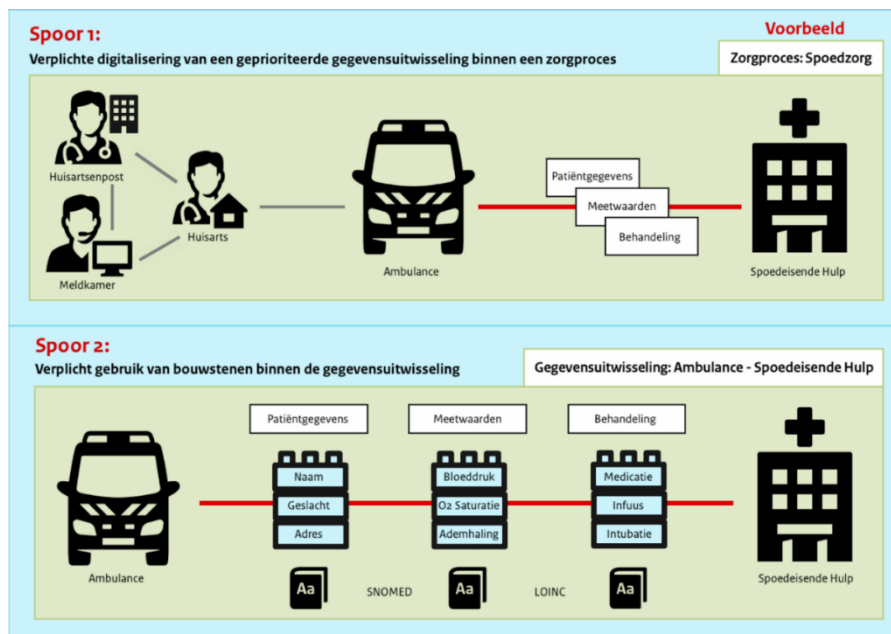 Spoor 1:
Voorbeeld
Verplichte digitalisering van een geprioriteerde gegevensuitwisseling binnen een zorgproces
Zorgproces: Spoedzorg
Huisartsenpost
Huisarts
Meldkamer
Ambulance
Patiëntgegevens
Meetwaarden
Behandeling
Spoedeisende Hulp
Spoor 2:
Verplicht gebruik van bouwstenen binnen de gegevensuitwisseling
Gegevensuitwisseling: Ambulance - Spoedeisende Hulp
Patiëntgegevens
Meetwaarden
Behandeling
Naam
Bloeddruk
Medicatie
Geslacht
O2 Saturatie
Infuus
Adres
Ademhaling
Intubatie
Ambulance
Spoedeisende Hulp
Aa
SNOMED
Aa
LOINC
Aa